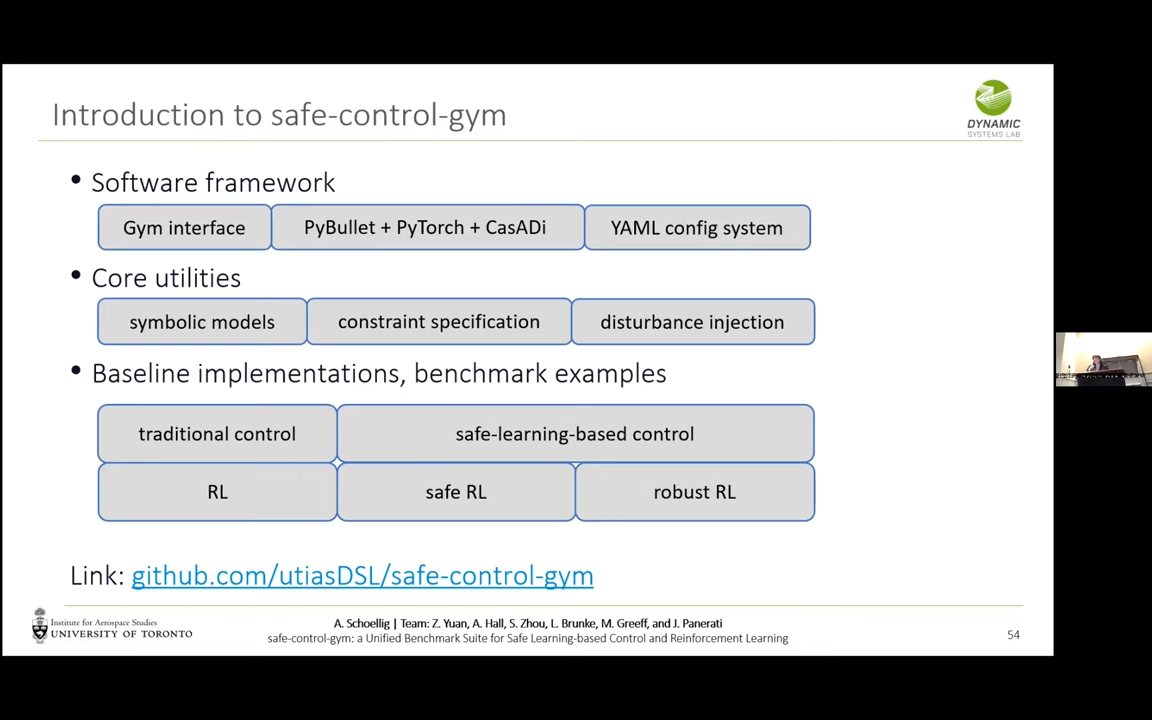 Introduction to safe-control-gym
DYNAMIC
SYSTEMS LAB
• Software framework
Gym interface
PyBullet + PyTorch + CasADi
YAML config system
• Core utilities
symbolic models
constraint specification
disturbance injection
• Baseline implementations, benchmark examples
traditional control
safe-learning-based control
RL
safe RL
robust RL
Link: github.com/utiasDSL/safe-control-gym
Institute for Aerospace Studies
UNIVERSITY OF TORONTO
A. Schoellig | Team: Z. Yuan, A. Hall, S. Zhou, L. Brunke, M. Greeff, and J. Panerati
safe-control-gym: a Unified Benchmark Suite for Safe Learning-based Control and Reinforcement Learning
54